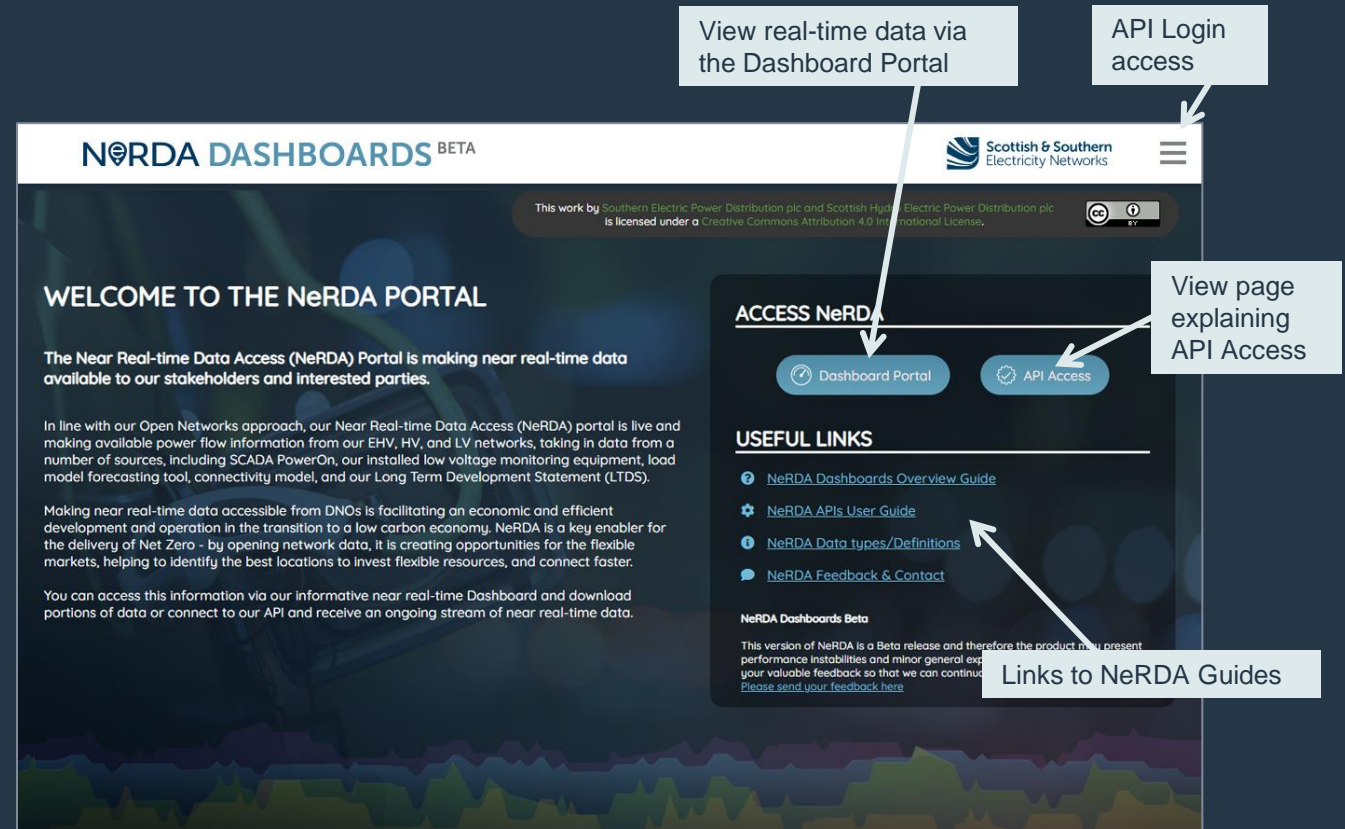 View real-time data via
the Dashboard Portal
API Login
access
NeRDA DASHBOARDS BETA
Scottish & Southern
Electricity Networks
This work by Southern Electric Power Distribution plc and Scottish Hydro Electric Power Distribution plc
is licensed under a Creative Commons Attribution 4.0 International License.
cc
BY
WELCOME TO THE NeRDA PORTAL
The Near Real-time Data Access (NeRDA) Portal is making near real-time data
available to our stakeholders and interested parties.
In line with our Open Networks approach, our Near Real-time Data Access (NeRDA) portal is live and
making available power flow information from our EHV, HV, and LV networks, taking in data from a
number of sources, including SCADA PowerOn, our installed low voltage monitoring equipment, load
model forecasting tool, connectivity model, and our Long Term Development Statement (LTDS).
Making near real-time data accessible from DNOs is facilitating an economic and efficient
development and operation in the transition to a low carbon economy. NeRDA is a key enabler for
the delivery of Net Zero - by opening network data, it is creating opportunities for the flexible
markets, helping to identify the best locations to invest flexible resources, and connect faster.
You can access this information via our informative near real-time Dashboard and download
portions of data or connect to our API and receive an ongoing stream of near real-time data.
ACCESS NeRDA
Dashboard Portal
API Access
View page
explaining
API Access
USEFUL LINKS
NeRDA Dashboards Overview Guide
NeRDA APIs User Guide
NeRDA Data types/Definitions
NeRDA Feedback & Contact
NeRDA Dashboards Beta
This version of NeRDA is a Beta release and therefore the product may present
performance instabilities and minor general
your valuable feedback so that we can
Please send your feedback here
Links to NeRDA Guides